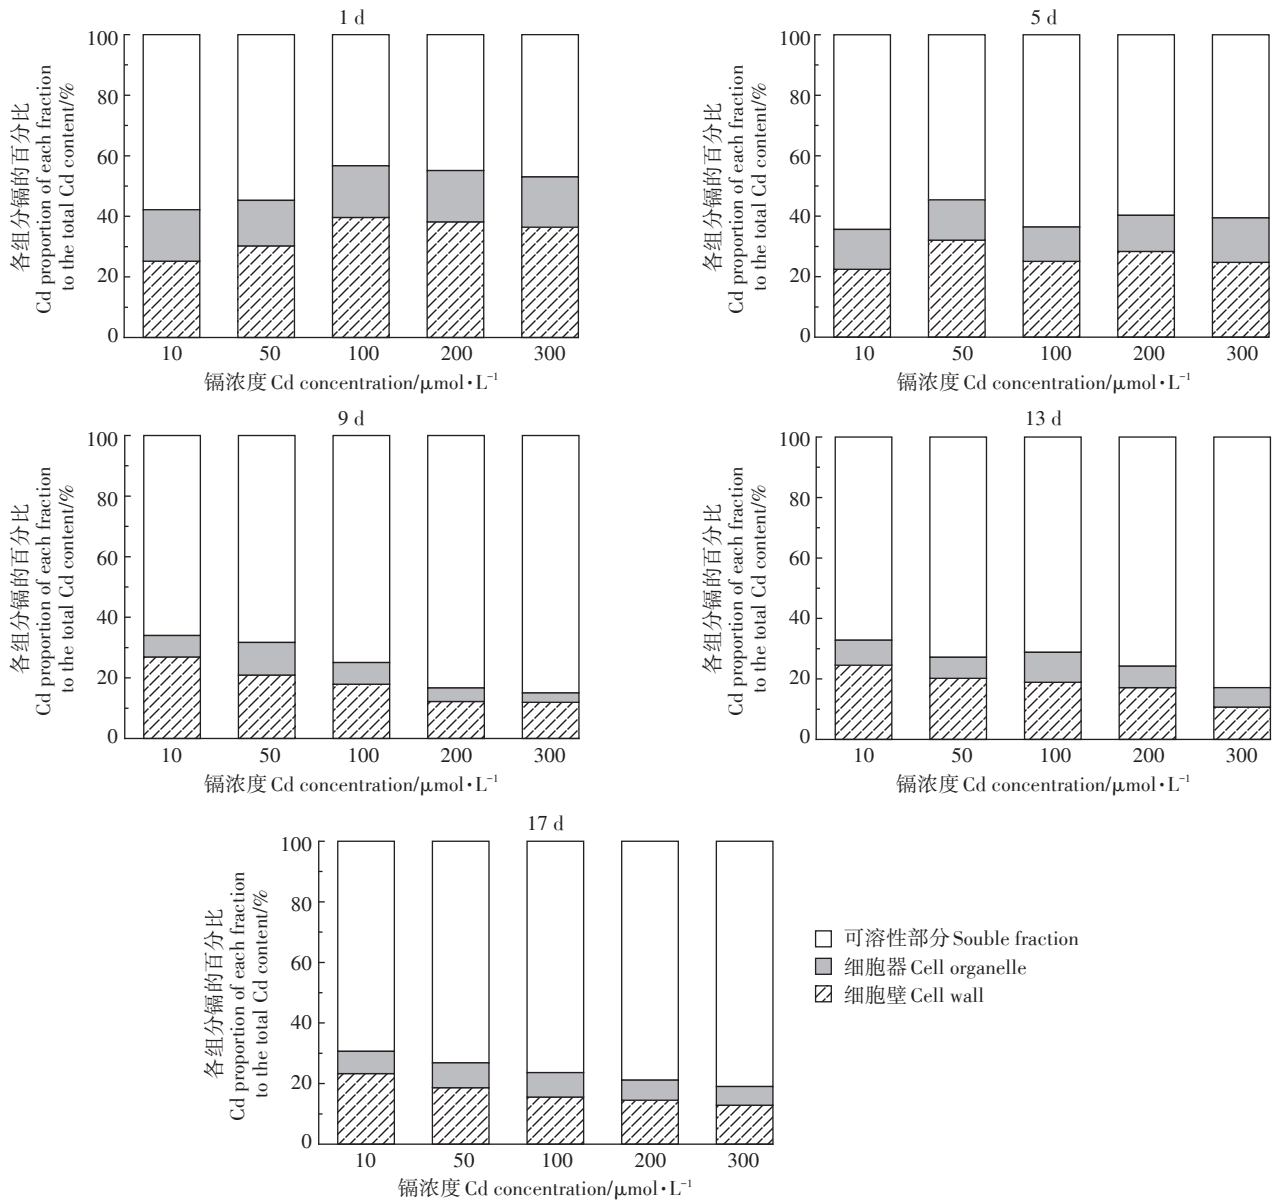 1 d
各组分镉的百分比
Cd proportion of each fraction
to the total Cd content/%
100
80
60
40
20
0
10 50 100 200 300
镉浓度 Cd concentration/μmol·L⁻¹
5 d
各组分镉的百分比
Cd proportion of each fraction
to the total Cd content/%
100
80
60
40
20
0
10 50 100 200 300
镉浓度 Cd concentration/μmol·L⁻¹
9 d
各组分镉的百分比
Cd proportion of each fraction
to the total Cd content/%
100
80
60
40
20
0
10 50 100 200 300
镉浓度 Cd concentration/μmol·L⁻¹
13 d
各组分镉的百分比
Cd proportion of each fraction
to the total Cd content/%
100
80
60
40
20
0
10 50 100 200 300
镉浓度 Cd concentration/μmol·L⁻¹
17 d
各组分镉的百分比
Cd proportion of each fraction
to the total Cd content/%
100
80
60
40
20
0
10 50 100 200 300
镉浓度 Cd concentration/μmol·L⁻¹
可溶性部分 Souble fraction
细胞器 Cell organelle
细胞壁 Cell wall